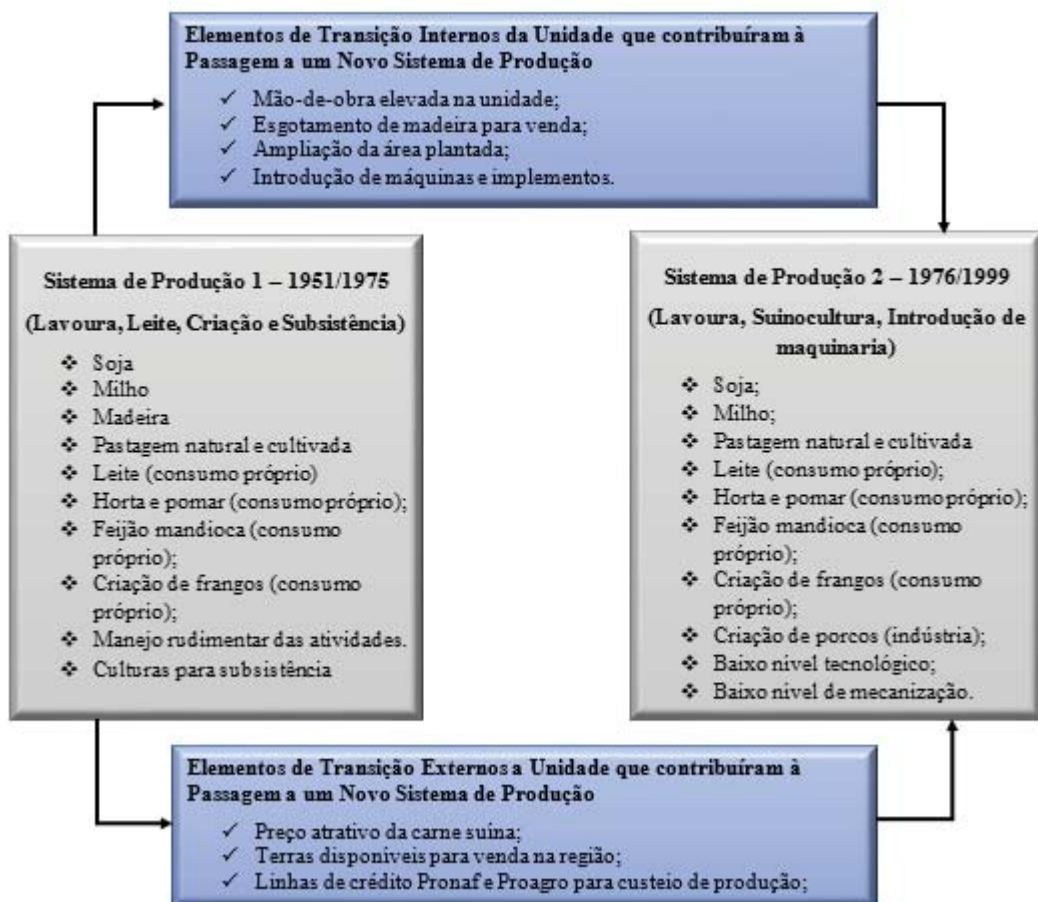 Elementos de Transição Internos da Unidade que contribuíram à
Passagem a um Novo Sistema de Produção
✓ Mão-de-obra elevada na unidade;
✓ Esgotamento de madeira para venda;
✓ Ampliação da área plantada;
✓ Introdução de máquinas e implementos.
Sistema de Produção 1 – 1951/1975
(Lavoura, Leite, Criação e Subsistência)
❖ Soja
❖ Milho
❖ Madeira
❖ Pastagem natural e cultivada
❖ Leite (consumo próprio)
❖ Horta e pomar (consumo próprio);
❖ Feijão mandioca (consumo
próprio);
❖ Criação de frangos (consumo
próprio);
❖ Manejo rudimentar das atividades.
❖ Culturas para subsistência
Sistema de Produção 2 – 1976/1999
(Lavoura, Suinocultura, Introdução de
maquinaria)
❖ Soja;
❖ Milho;
❖ Pastagem natural e cultivada
❖ Leite (consumo próprio);
❖ Horta e pomar (consumo próprio);
❖ Feijão mandioca (consumo
próprio);
❖ Criação de frangos (consumo
próprio);
❖ Criação de porcos (indústria);
❖ Baixo nível tecnológico;
❖ Baixo nível de mecanização.
Elementos de Transição Externos a Unidade que contribuíram à
Passagem a um Novo Sistema de Produção
✓ Preço atrativo da carne suína;
✓ Terras disponíveis para venda na região;
✓ Linhas de crédito Pronaf e Proagro para custeio de produção;